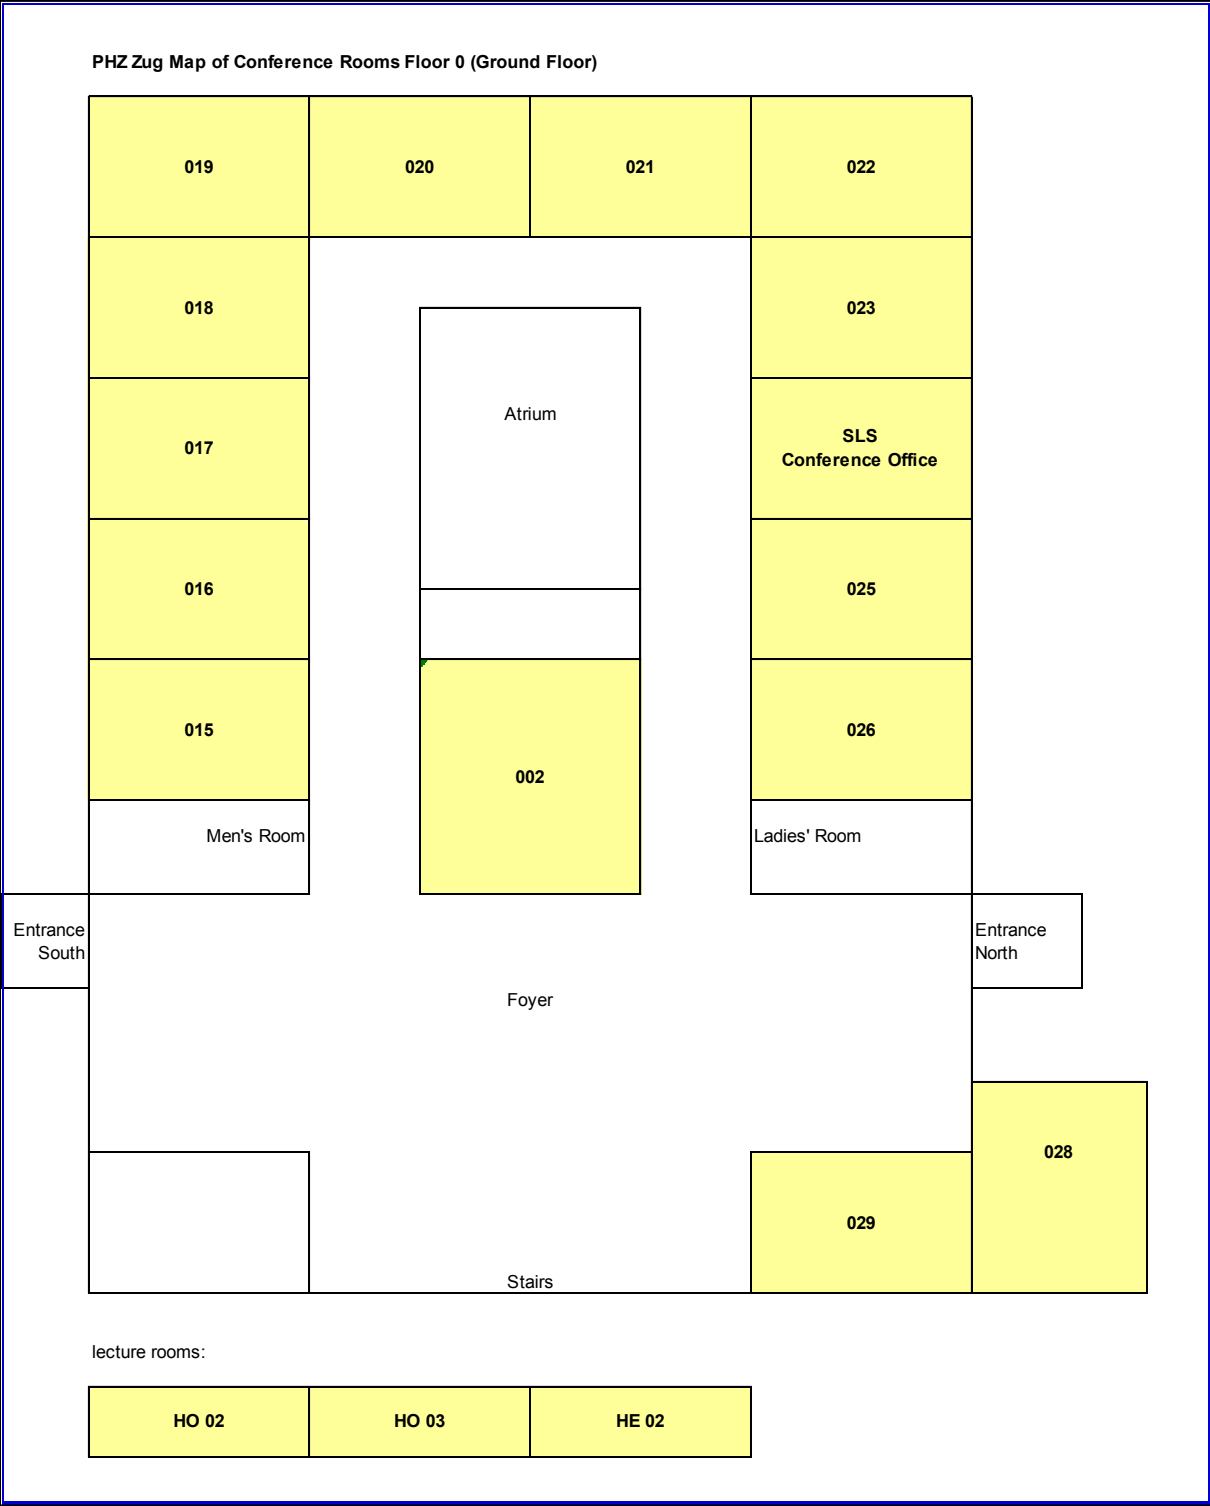 PHZ Zug Map of Conference Rooms Floor 0 (Ground Floor)
019
020
021
022
018
023
Atrium
017
SLS
Conference Office
016
025
015
026
002
Men's Room
Ladies' Room
Entrance
South
Entrance
North
Foyer
028
029
Stairs
lecture rooms:
HO 02
HO 03
HE 02